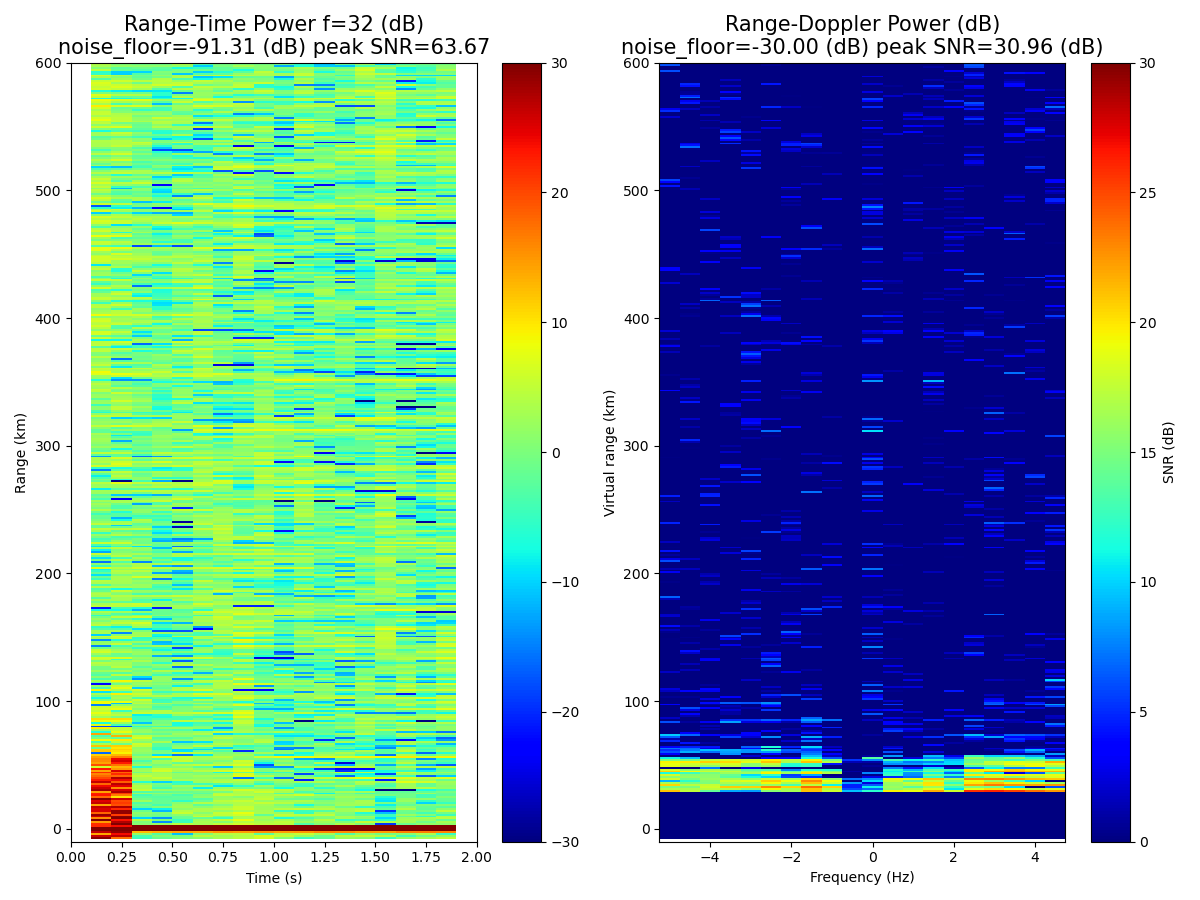 Range-Time Power f=32 (dB)
noise_floor=-91.31 (dB) peak SNR=63.67
Range-Doppler Power (dB)
noise_floor=-30.00 (dB) peak SNR=30.96 (dB)
600
500
400
300
200
100
0
Range (km)
0.00 0.25 0.50 0.75 1.00 1.25 1.50 1.75 2.00
Time (s)
30
20
10
0
−10
−20
−30
600
500
400
300
200
100
0
Virtual range (km)
−4 −2 0 2 4
Frequency (Hz)
30
25
20
15
10
5
0
SNR (dB)